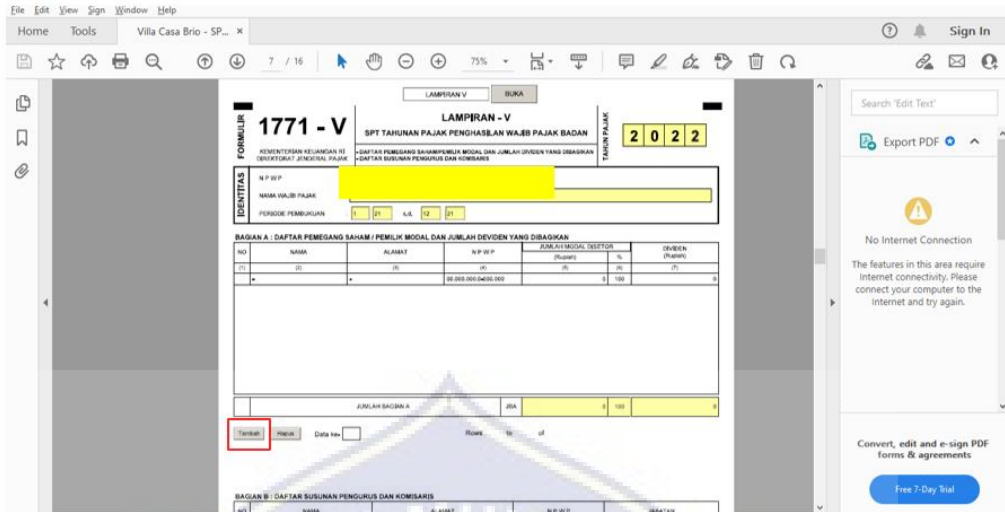 File Edit View Sign Window Help
Home Tools Villa Casa Brio - SP... × Sign In
7 / 16 75%
LAMPIRAN V BUKA
FORMULIR
1771 - V
KEMENTERIAN KEUANGAN RI
DIREKTORAT JENDERAL PAJAK
LAMPIRAN - V
SPT TAHUNAN PAJAK PENGHASILAN WAJIB PAJAK BADAN
• DAFTAR PEMEGANG SAHAM/PEMILIK MODAL DAN JUMLAH DIVIDEN YANG DIBAGIKAN
• DAFTAR SUSUNAN PENGURUS DAN KOMISARIS
TAHUN PAJAK
2 0 2 2
IDENTITAS
N P W P
NAMA WAJIB PAJAK
PERIODE PEMBUKUAN 1 21 s.d. 12 21
BAGIAN A : DAFTAR PEMEGANG SAHAM / PEMILIK MODAL DAN JUMLAH DEVIDEN YANG DIBAGIKAN
NO NAMA ALAMAT N P W P JUMLAH MODAL DISETOR DIVIDEN
(Rupiah) % (Rupiah)
(1) (2) (3) (4) (5) (6) (7)
00.000.000.0-000.000 0 100 0
JUMLAH BAGIAN A JBA 0 100 0
Tambah Hapus Data ke- Rows to of
BAGIAN B : DAFTAR SUSUNAN PENGURUS DAN KOMISARIS
NO NAMA ALAMAT N P W P JABATAN
Search 'Edit Text'
Export PDF
No Internet Connection
The features in this area require
Internet connectivity. Please
connect your computer to the
Internet and try again.
Convert, edit and e-sign PDF
forms & agreements
Free 7-Day Trial